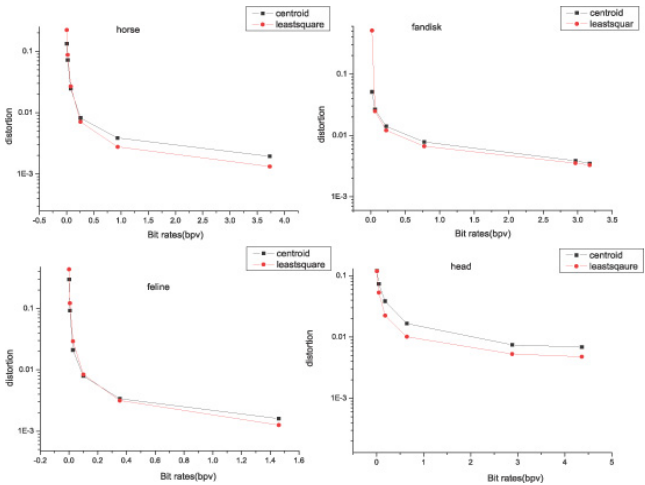 centroid
leastsquare
horse
0.1
0.01
1E-3
distortion
-0.5 0.0 0.5 1.0 1.5 2.0 2.5 3.0 3.5 4.0
Bit rates(bpv)
centroid
leastsquar
fandisk
0.1
0.01
1E-3
distortion
0.0 0.5 1.0 1.5 2.0 2.5 3.0 3.5
Bit rates(bpv)
centroid
leastsquare
feline
0.1
0.01
1E-3
distortion
-0.2 0.0 0.2 0.4 0.6 0.8 1.0 1.2 1.4 1.6
Bit rates(bpv)
centroid
leastsqaure
head
0.1
0.01
1E-3
distortion
0 1 2 3 4 5
Bit rates(bpv)